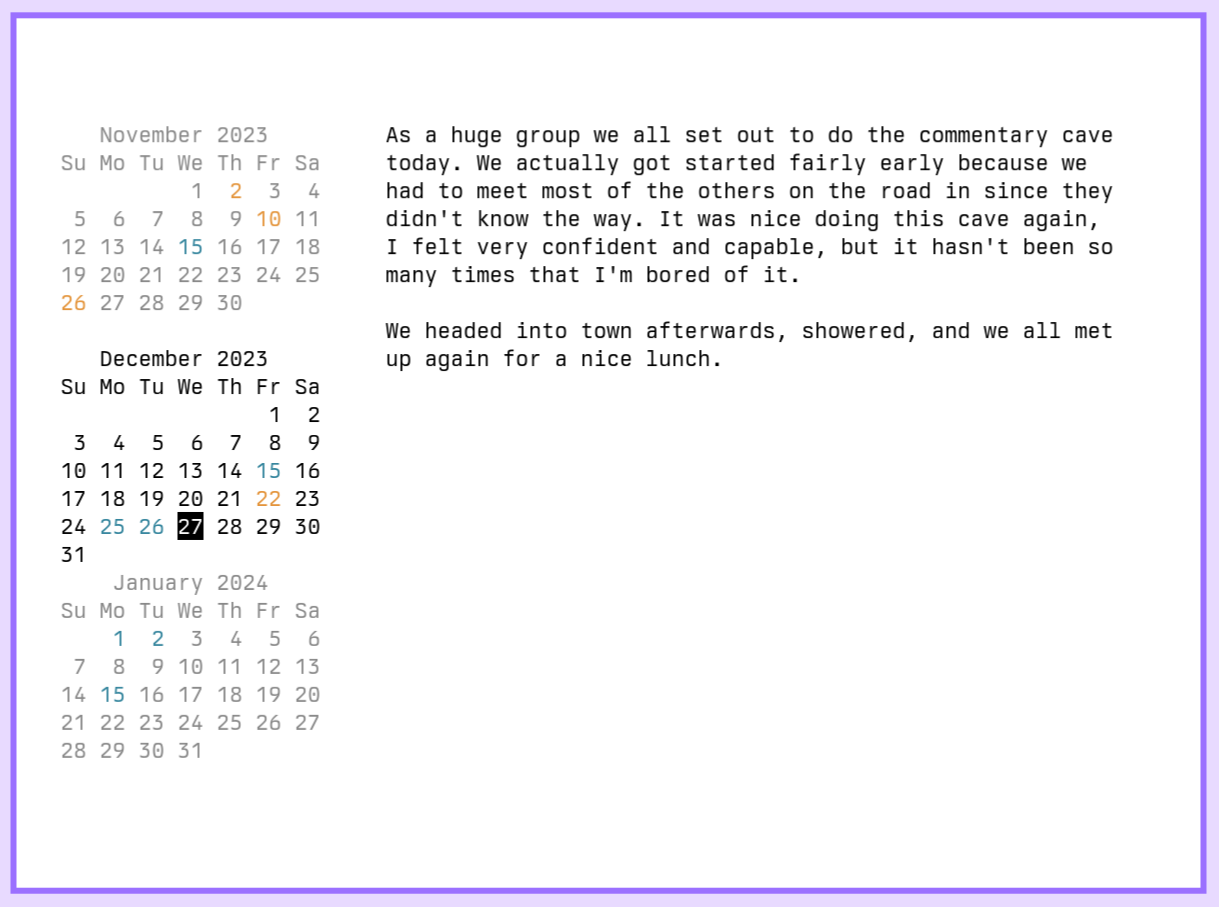 November 2023
Su Mo Tu We Th Fr Sa
1 2 3 4
5 6 7 8 9 10 11
12 13 14 15 16 17 18
19 20 21 22 23 24 25
26 27 28 29 30
December 2023
Su Mo Tu We Th Fr Sa
1 2
3 4 5 6 7 8 9
10 11 12 13 14 15 16
17 18 19 20 21 22 23
24 25 26 27 28 29 30
31
January 2024
Su Mo Tu We Th Fr Sa
1 2 3 4 5 6
7 8 9 10 11 12 13
14 15 16 17 18 19 20
21 22 23 24 25 26 27
28 29 30 31
As a huge group we all set out to do the commentary cave
today. We actually got started fairly early because we
had to meet most of the others on the road in since they
didn't know the way. It was nice doing this cave again,
I felt very confident and capable, but it hasn't been so
many times that I'm bored of it.
We headed into town afterwards, showered, and we all met
up again for a nice lunch.